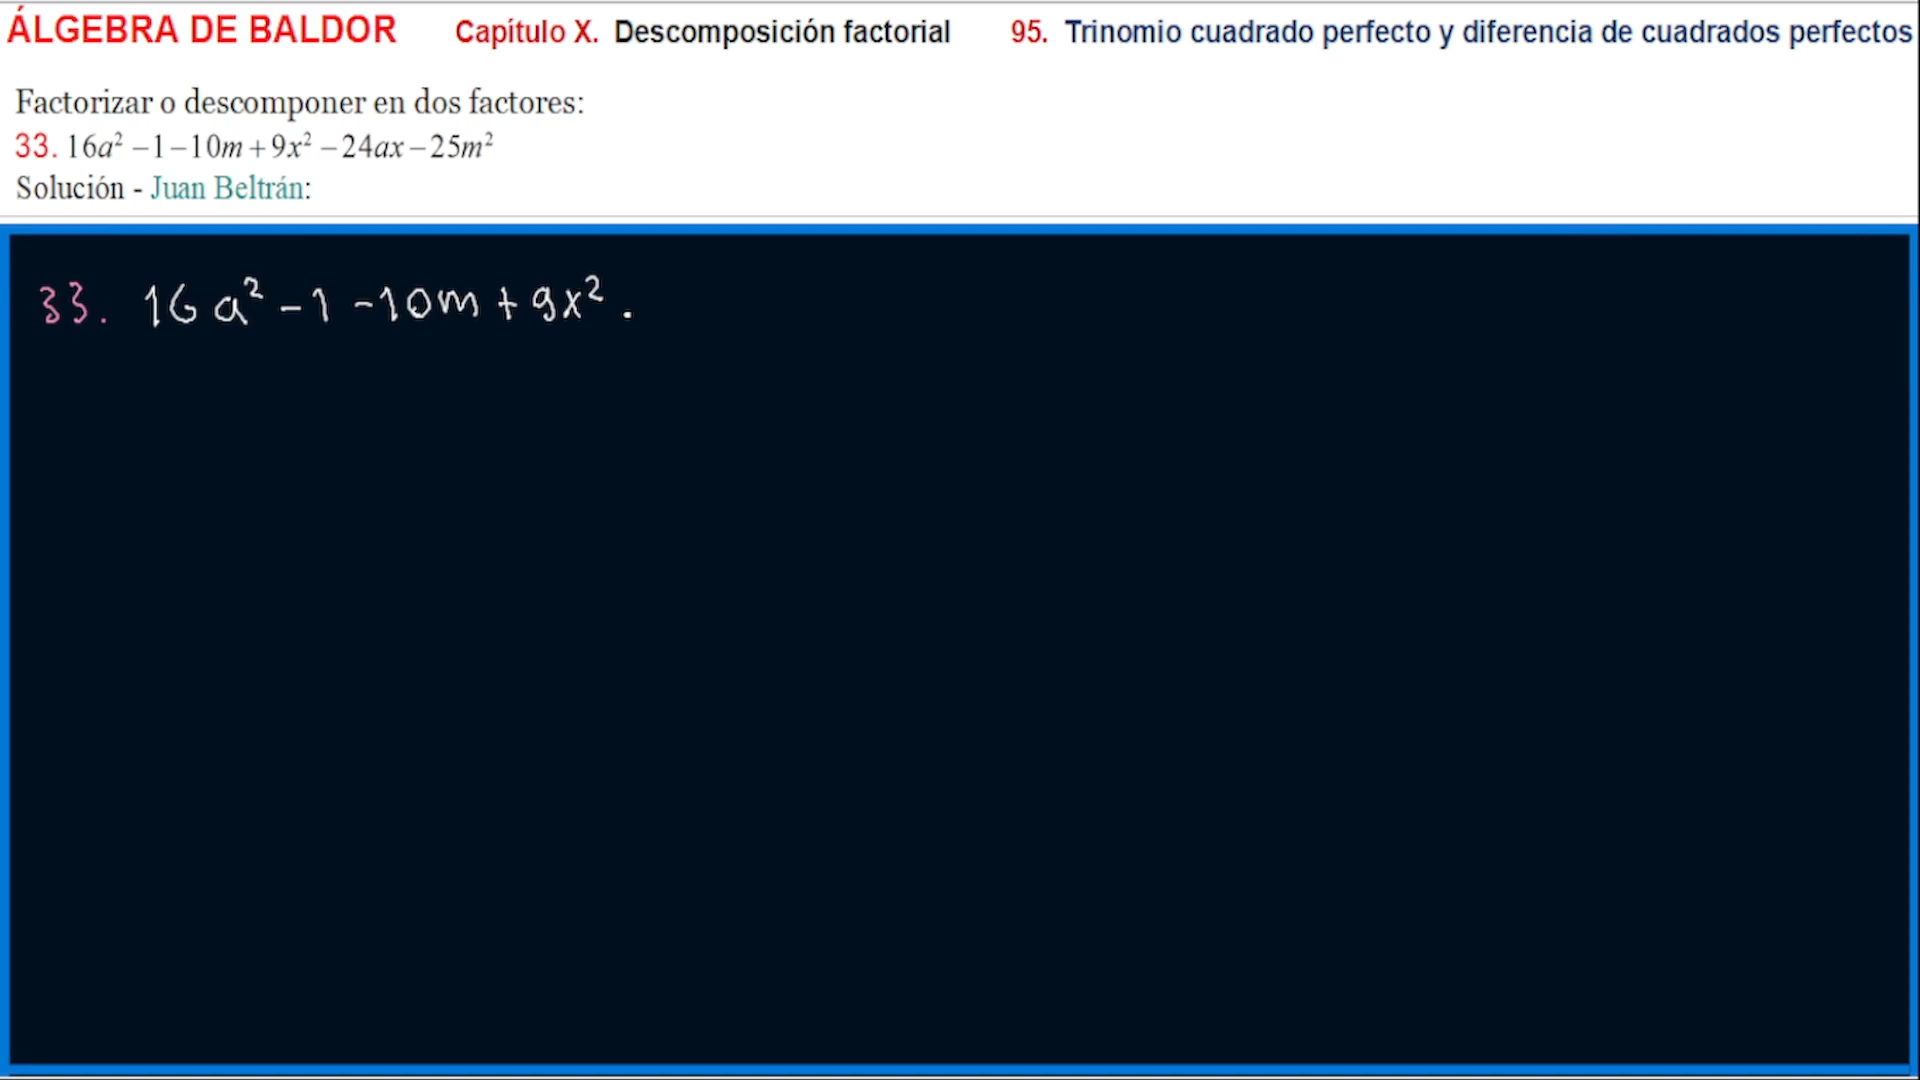 ÁLGEBRA DE BALDOR Capítulo X. Descomposición factorial 95. Trinomio cuadrado perfecto y diferencia de cuadrados perfectos
Factorizar o descomponer en dos factores:
33. 16a² −1−10m+9x² −24ax−25m²
Solución - Juan Beltrán:
33. 16a² -1 -10m + 9x² .